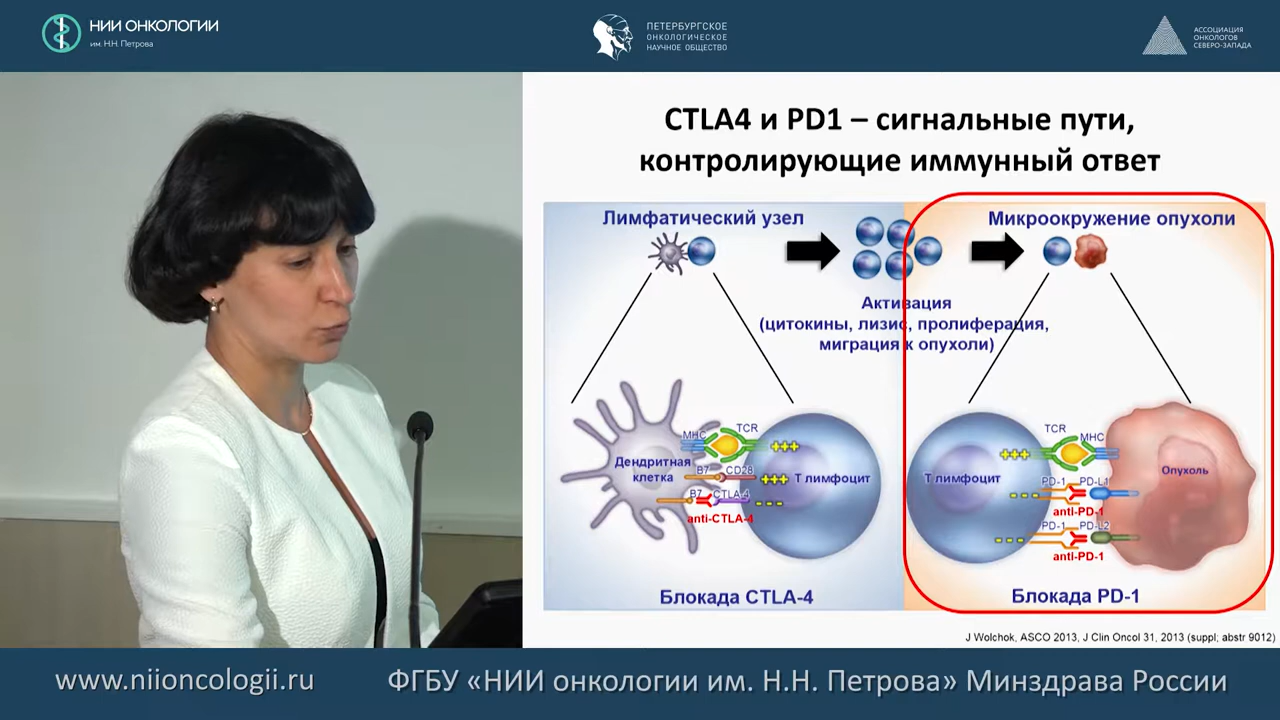 НИИ ОНКОЛОГИИ
им. Н.Н. Петрова
ПЕТЕРБУРГСКОЕ
ОНКОЛОГИЧЕСКОЕ
НАУЧНОЕ ОБЩЕСТВО
АССОЦИАЦИЯ
ОНКОЛОГОВ
СЕВЕРО-ЗАПАДА
CTLA4 и PD1 – сигнальные пути,
контролирующие иммунный ответ
Лимфатический узел
Микроокружение опухоли
Активация
(цитокины, лизис, пролиферация,
миграция к опухоли)
MHC
TCR
Дендритная
клетка
B7
CD28
B7
CTLA-4
anti-CTLA-4
+++
+++
---
Т лимфоцит
Блокада CTLA-4
Т лимфоцит
+++
TCR
MHC
PD-1
PD-L1
---
anti-PD-1
PD-1
PD-L2
---
anti-PD-1
Опухоль
Блокада PD-1
J Wolchok, ASCO 2013, J Clin Oncol 31, 2013 (suppl; abstr 9012)
www.niioncologii.ru
ФГБУ «НИИ онкологии им. Н.Н. Петрова» Минздрава России